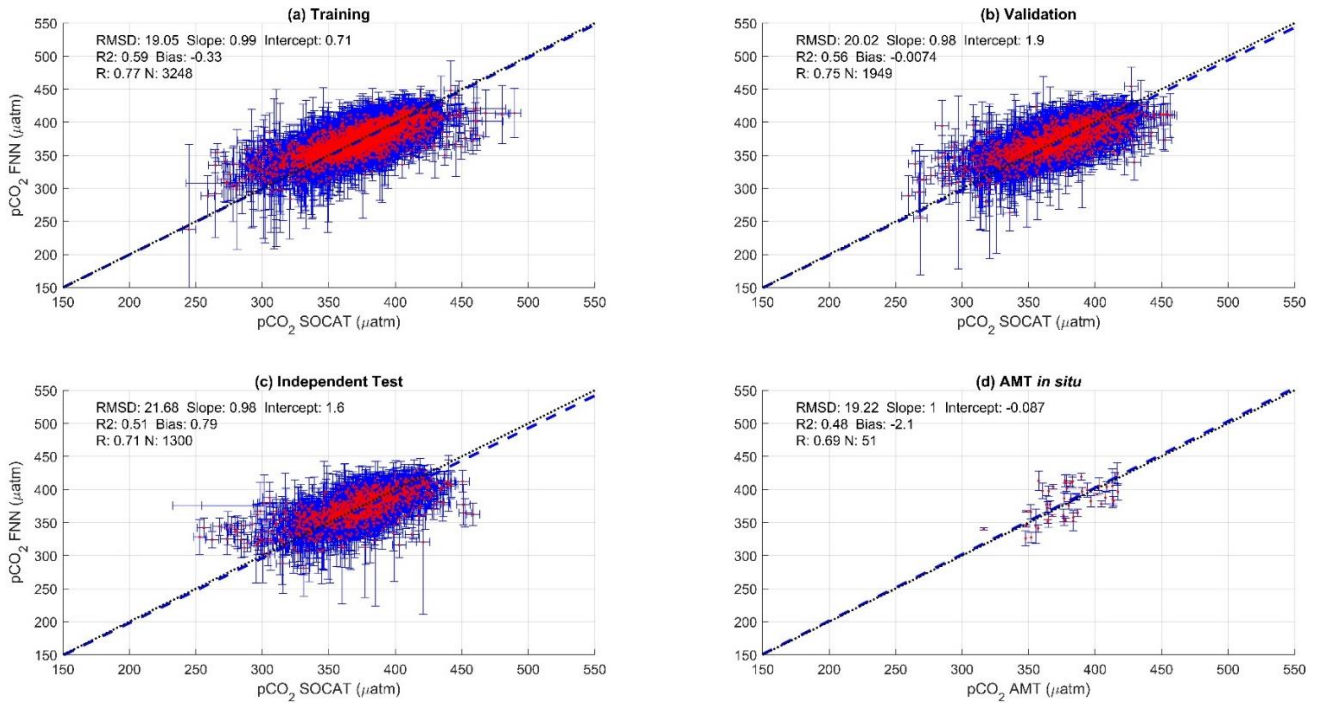 (a) Training
RMSD: 19.05 Slope: 0.99 Intercept: 0.71
R2: 0.59 Bias: -0.33
R: 0.77 N: 3248
550
500
450
400
350
300
250
200
150
pCO2 FNN (μatm)
150 200 250 300 350 400 450 500 550
pCO2 SOCAT (μatm)
(b) Validation
RMSD: 20.02 Slope: 0.98 Intercept: 1.9
R2: 0.56 Bias: -0.0074
R: 0.75 N: 1949
550
500
450
400
350
300
250
200
150
150 200 250 300 350 400 450 500 550
pCO2 SOCAT (μatm)
(c) Independent Test
RMSD: 21.68 Slope: 0.98 Intercept: 1.6
R2: 0.51 Bias: 0.79
R: 0.71 N: 1300
550
500
450
400
350
300
250
200
150
pCO2 FNN (μatm)
150 200 250 300 350 400 450 500 550
pCO2 SOCAT (μatm)
(d) AMT in situ
RMSD: 19.22 Slope: 1 Intercept: -0.087
R2: 0.48 Bias: -2.1
R: 0.69 N: 51
550
500
450
400
350
300
250
200
150
150 200 250 300 350 400 450 500 550
pCO2 AMT (μatm)